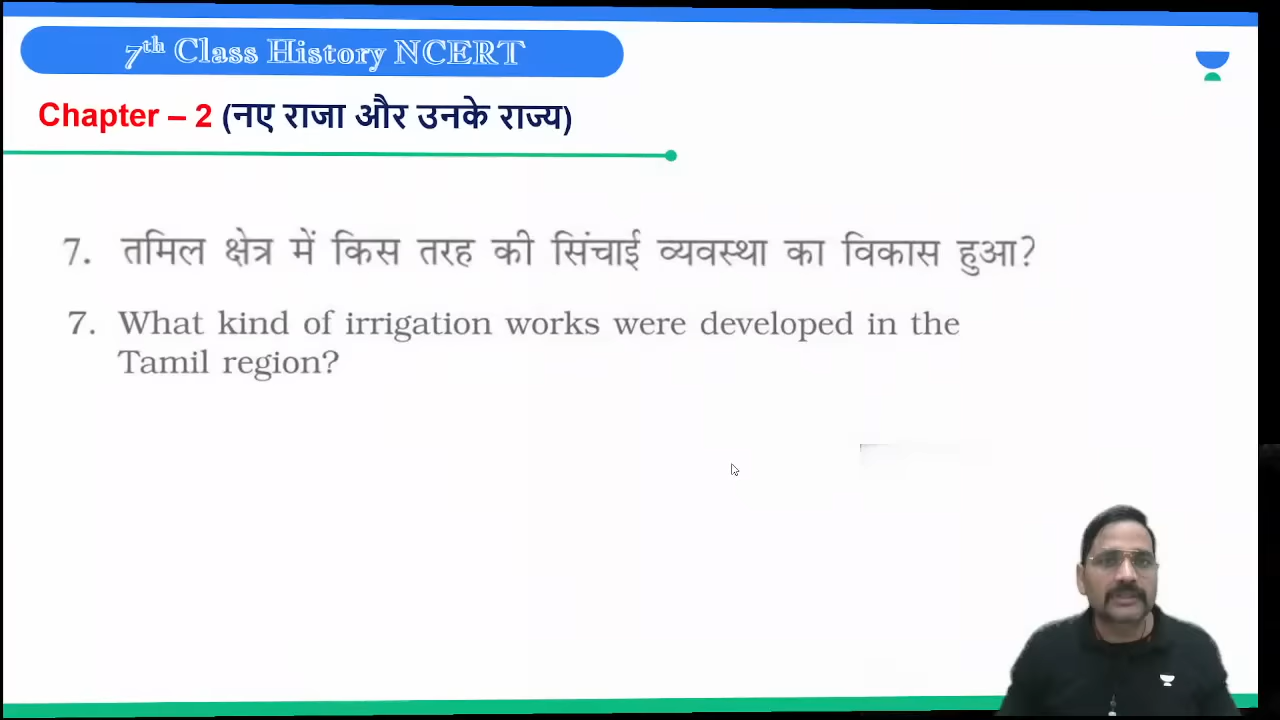 7th Class History NCERT
Chapter – 2 (नए राजा और उनके राज्य)
7. तमिल क्षेत्र में किस तरह की सिंचाई व्यवस्था का विकास हुआ?
7. What kind of irrigation works were developed in the
Tamil region?